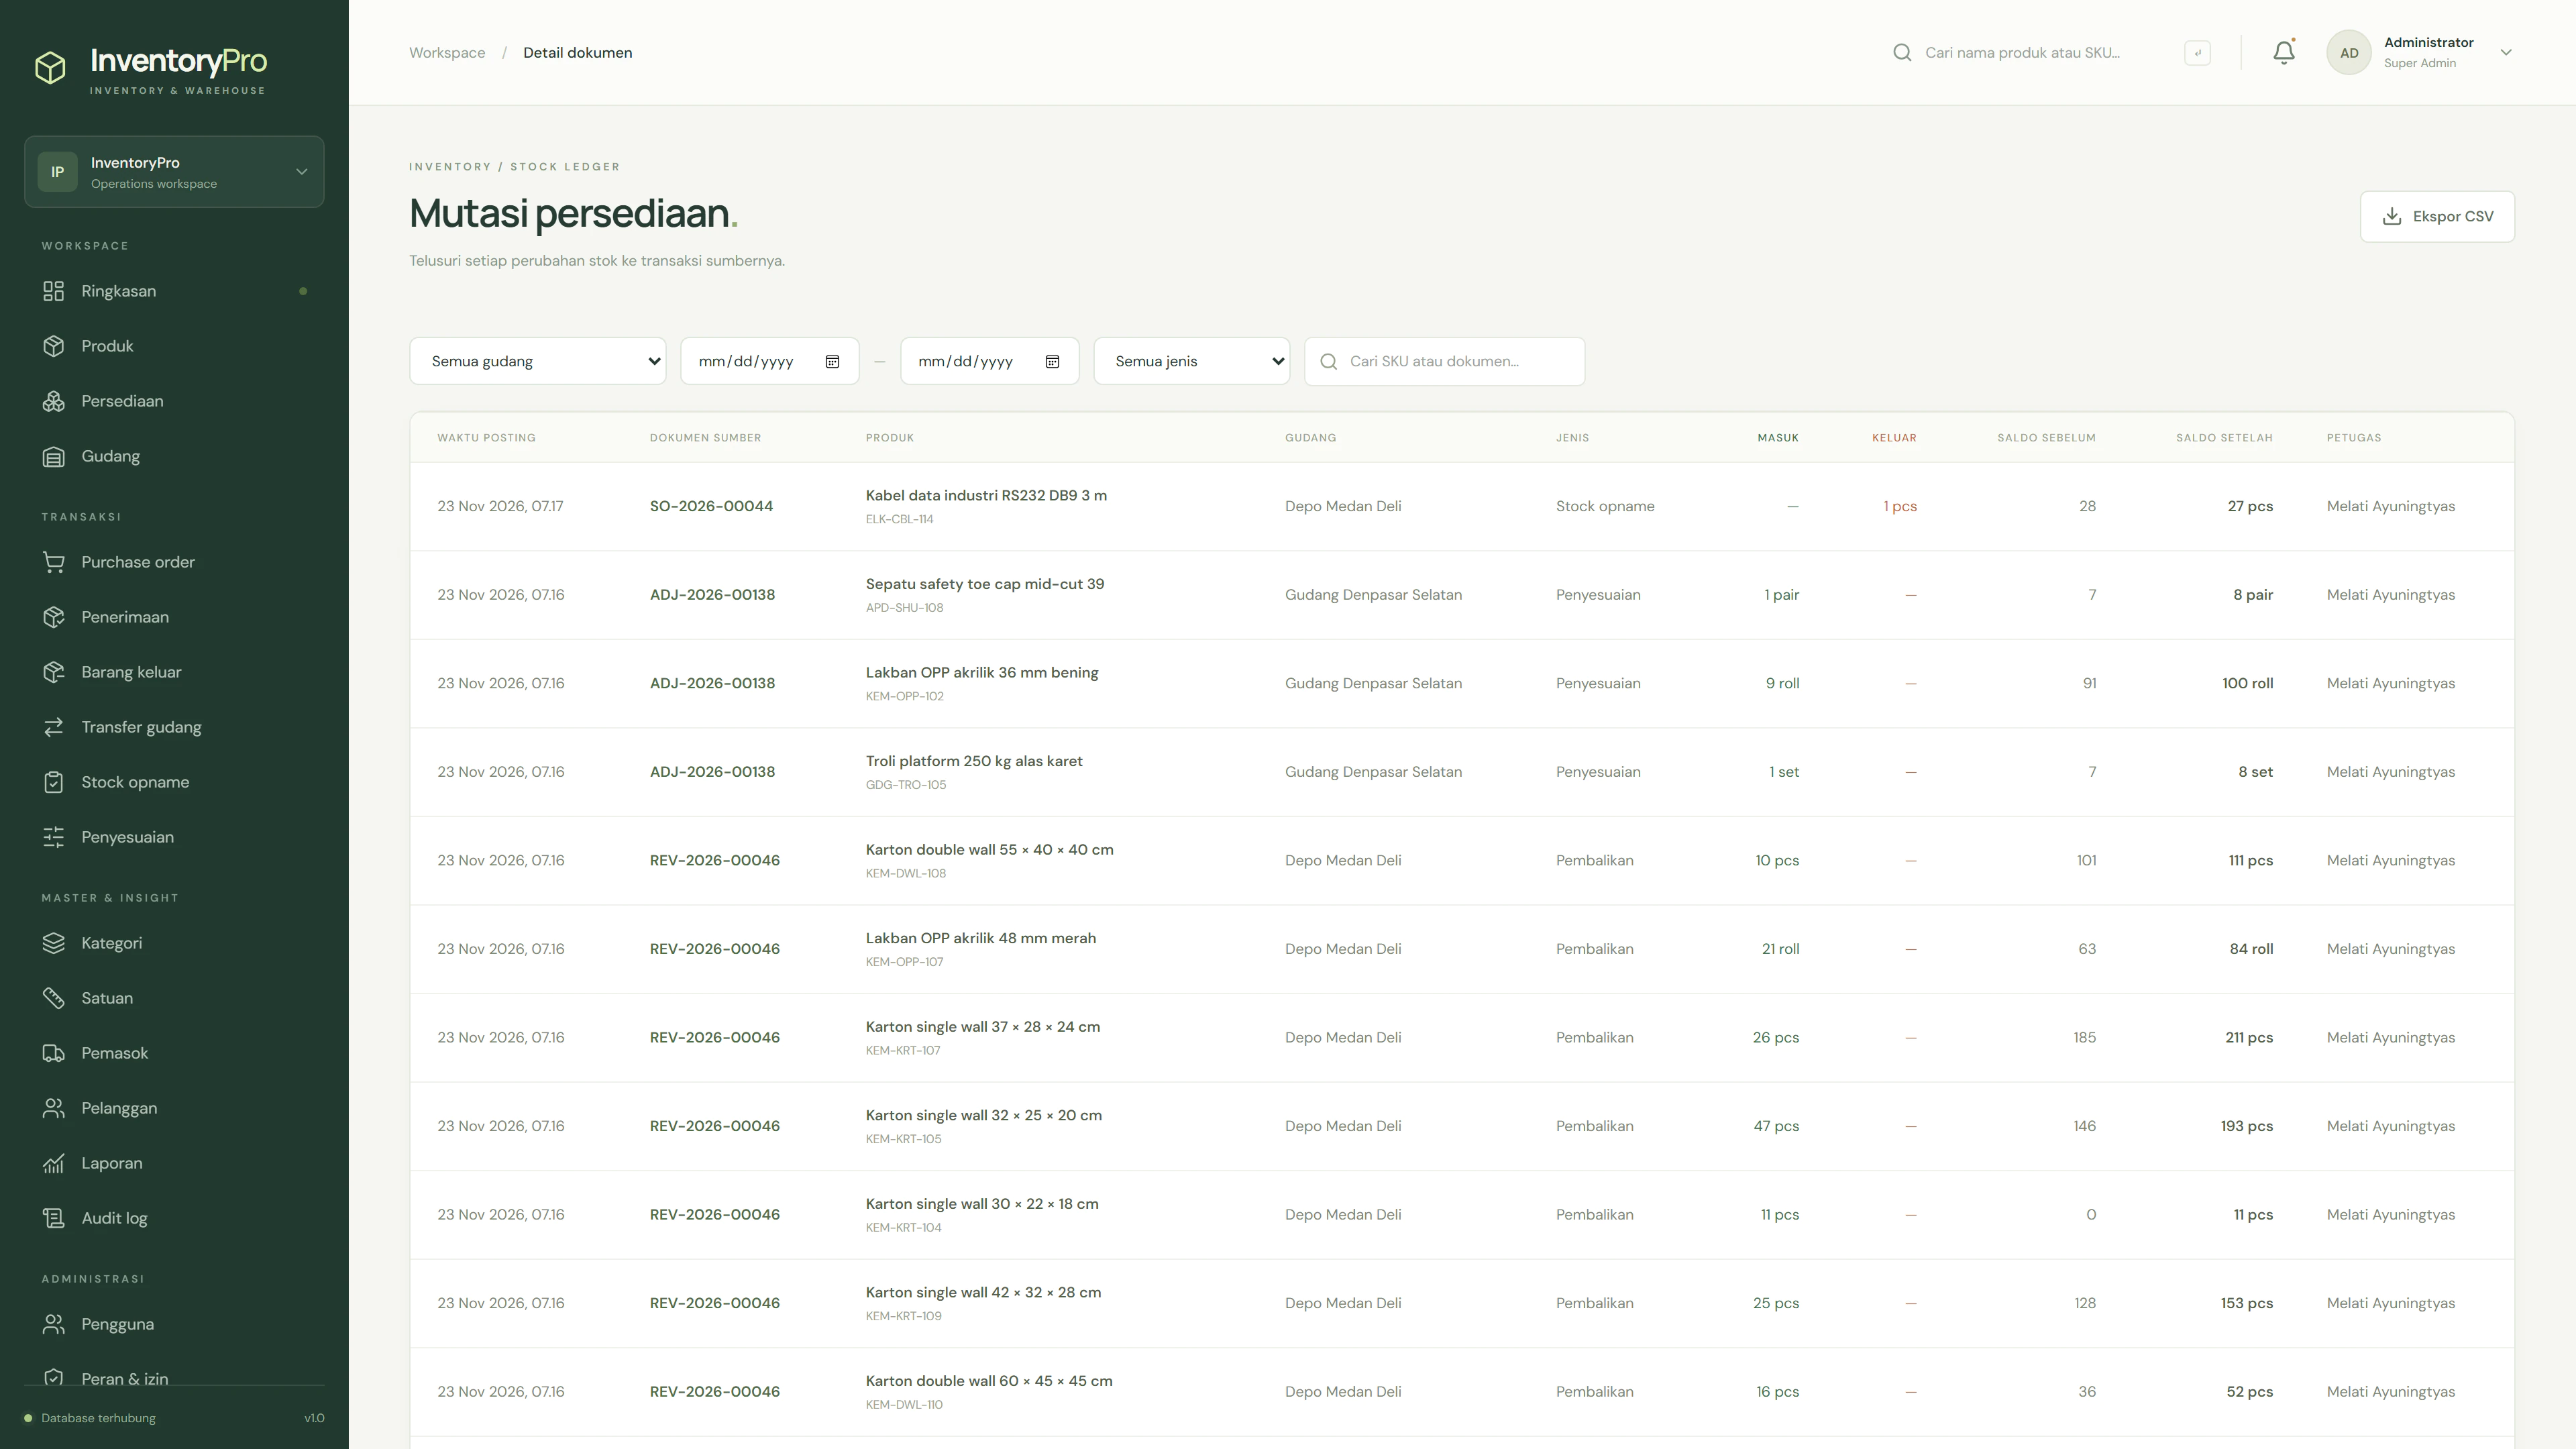 InventoryPro
INVENTORY & WAREHOUSE
IP
InventoryPro
Operations workspace
WORKSPACE
Ringkasan
Produk
Persediaan
Gudang
TRANSAKSI
Purchase order
Penerimaan
Barang keluar
Transfer gudang
Stock opname
Penyesuaian
MASTER & INSIGHT
Kategori
Satuan
Pemasok
Pelanggan
Laporan
Audit log
ADMINISTRASI
Pengguna
Peran & izin
Database terhubung v1.0
Workspace / Detail dokumen
Cari nama produk atau SKU...
AD
Administrator
Super Admin
INVENTORY / STOCK LEDGER
Mutasi persediaan.
Telusuri setiap perubahan stok ke transaksi sumbernya.
Ekspor CSV
Semua gudang mm/dd/yyyy — mm/dd/yyyy Semua jenis Cari SKU atau dokumen...
WAKTU POSTING DOKUMEN SUMBER PRODUK GUDANG JENIS MASUK KELUAR SALDO SEBELUM SALDO SETELAH PETUGAS
23 Nov 2026, 07.17 SO-2026-00044 Kabel data industri RS232 DB9 3 m Depo Medan Deli Stock opname — 1 pcs 28 27 pcs Melati Ayuningtyas
ELK-CBL-114
23 Nov 2026, 07.16 ADJ-2026-00138 Sepatu safety toe cap mid-cut 39 Gudang Denpasar Selatan Penyesuaian 1 pair — 7 8 pair Melati Ayuningtyas
APD-SHU-108
23 Nov 2026, 07.16 ADJ-2026-00138 Lakban OPP akrilik 36 mm bening Gudang Denpasar Selatan Penyesuaian 9 roll — 91 100 roll Melati Ayuningtyas
KEM-OPP-102
23 Nov 2026, 07.16 ADJ-2026-00138 Troli platform 250 kg alas karet Gudang Denpasar Selatan Penyesuaian 1 set — 7 8 set Melati Ayuningtyas
GDG-TRO-105
23 Nov 2026, 07.16 REV-2026-00046 Karton double wall 55 × 40 × 40 cm Depo Medan Deli Pembalikan 10 pcs — 101 111 pcs Melati Ayuningtyas
KEM-DWL-108
23 Nov 2026, 07.16 REV-2026-00046 Lakban OPP akrilik 48 mm merah Depo Medan Deli Pembalikan 21 roll — 63 84 roll Melati Ayuningtyas
KEM-OPP-107
23 Nov 2026, 07.16 REV-2026-00046 Karton single wall 37 × 28 × 24 cm Depo Medan Deli Pembalikan 26 pcs — 185 211 pcs Melati Ayuningtyas
KEM-KRT-107
23 Nov 2026, 07.16 REV-2026-00046 Karton single wall 32 × 25 × 20 cm Depo Medan Deli Pembalikan 47 pcs — 146 193 pcs Melati Ayuningtyas
KEM-KRT-105
23 Nov 2026, 07.16 REV-2026-00046 Karton single wall 30 × 22 × 18 cm Depo Medan Deli Pembalikan 11 pcs — 0 11 pcs Melati Ayuningtyas
KEM-KRT-104
23 Nov 2026, 07.16 REV-2026-00046 Karton single wall 42 × 32 × 28 cm Depo Medan Deli Pembalikan 25 pcs — 128 153 pcs Melati Ayuningtyas
KEM-KRT-109
23 Nov 2026, 07.16 REV-2026-00046 Karton double wall 60 × 45 × 45 cm Depo Medan Deli Pembalikan 16 pcs — 36 52 pcs Melati Ayuningtyas
KEM-DWL-110